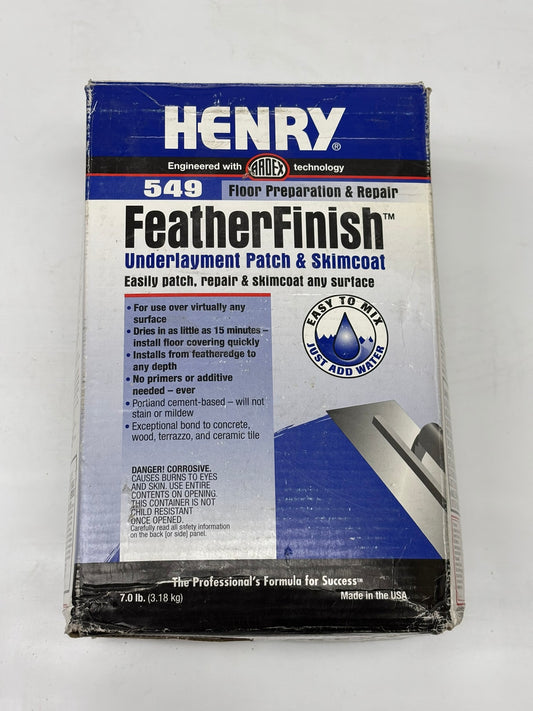 HENRY®
Engineered with ARDEX technology
549 Floor Preparation & Repair
FeatherFinish™
Underlayment Patch & Skimcoat
Easily patch, repair & skimcoat any surface
• For use over virtually any
surface
• Dries in as little as 15 minutes –
install floor covering quickly
• Installs from featheredge to
any depth
• No primers or additive
needed – ever
• Portland cement-based – will not
stain or mildew
• Exceptional bond to concrete,
wood, terrazzo, and ceramic tile
EASY TO MIX
JUST ADD WATER
DANGER! CORROSIVE.
CAUSES BURNS TO EYES
AND SKIN. USE ENTIRE
CONTENTS ON OPENING.
THIS CONTAINER IS NOT
CHILD RESISTANT
ONCE OPENED.
Carefully read all safety information
on the back [or side] panel.
The Professional's Formula for Success℠
7.0 lb. (3.18 kg)
Made in the USA